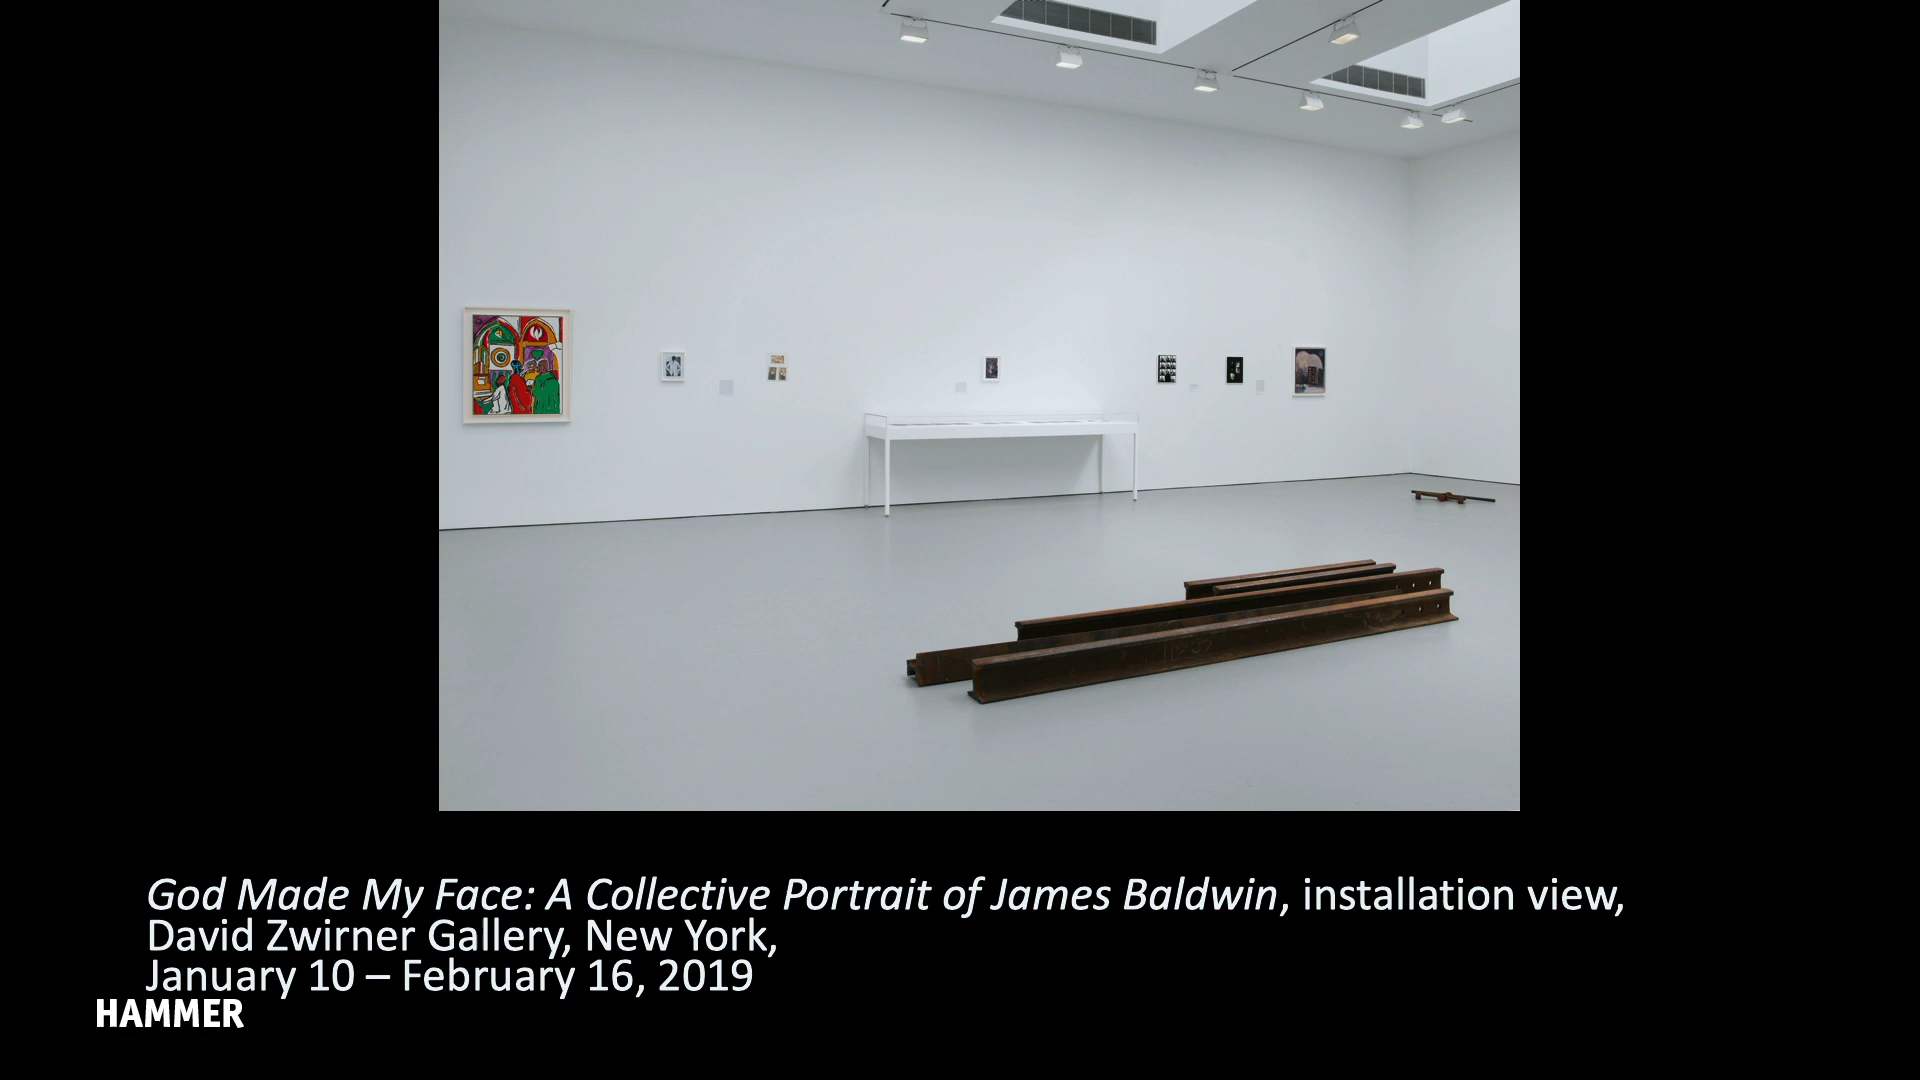 God Made My Face: A Collective Portrait of James Baldwin, installation view,
David Zwirner Gallery, New York,
January 10 – February 16, 2019
HAMMER